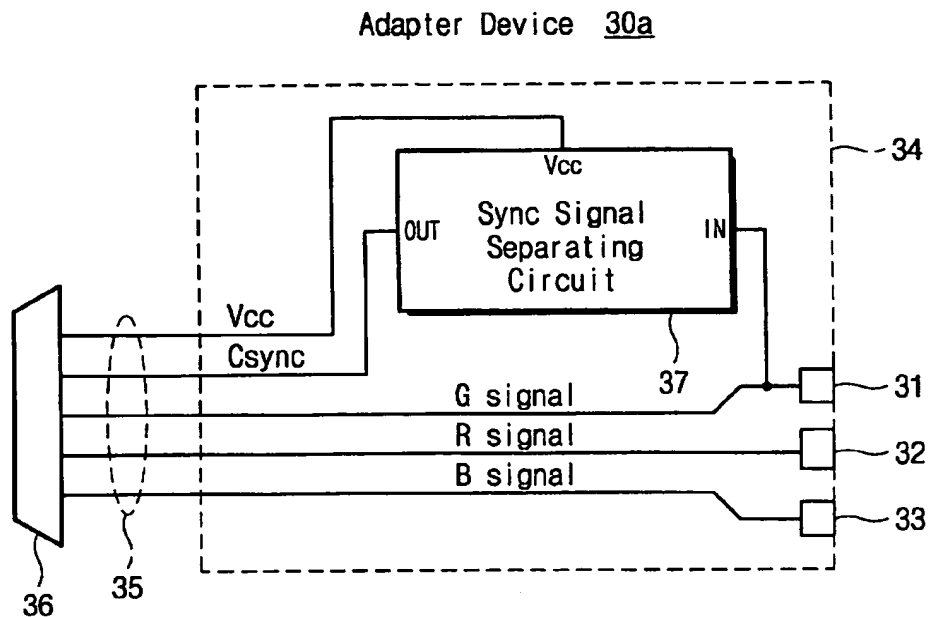 Adapter Device 30a
34
Vcc
Sync Signal
OUT
IN
Separating
Circuit
Vcc
Csync
37
31
G signal
R signal
32
B signal
33
35
36